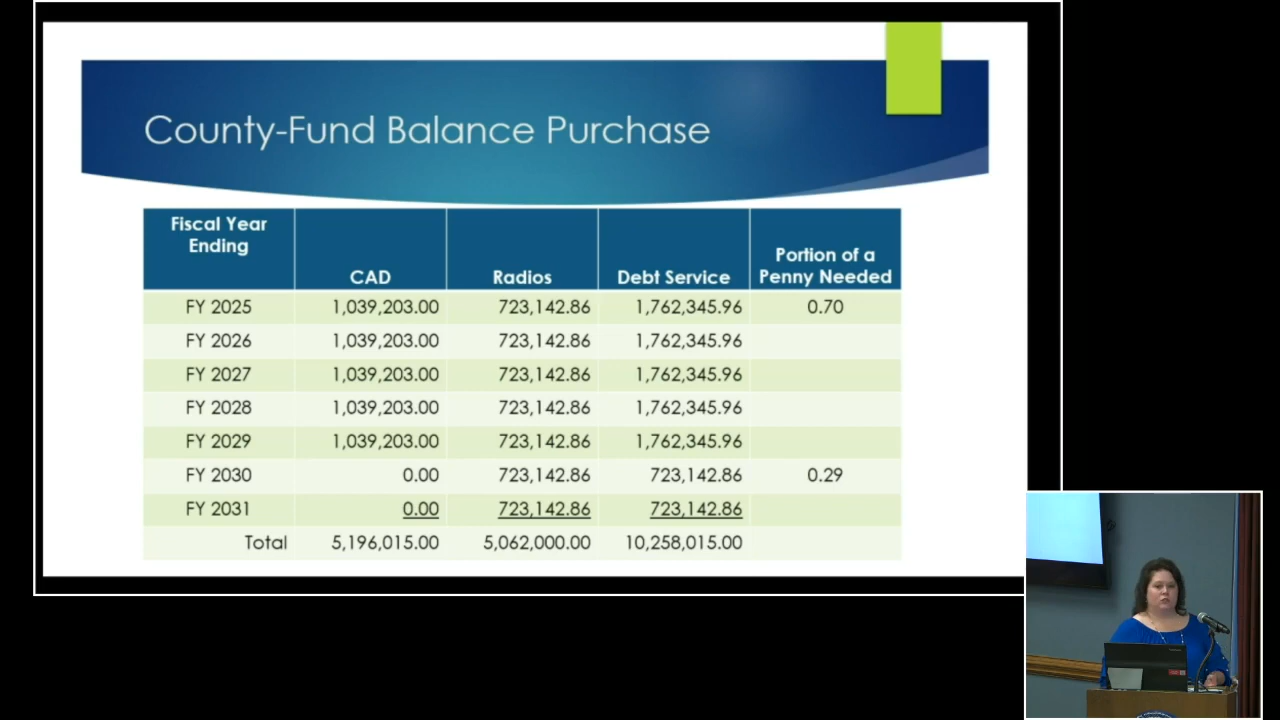 County-Fund Balance Purchase
Fiscal Year Ending CAD Radios Debt Service Portion of a Penny Needed
FY 2025 1,039,203.00 723,142.86 1,762,345.96 0.70
FY 2026 1,039,203.00 723,142.86 1,762,345.96
FY 2027 1,039,203.00 723,142.86 1,762,345.96
FY 2028 1,039,203.00 723,142.86 1,762,345.96
FY 2029 1,039,203.00 723,142.86 1,762,345.96
FY 2030 0.00 723,142.86 723,142.86 0.29
FY 2031 0.00 723,142.86 723,142.86
Total 5,196,015.00 5,062,000.00 10,258,015.00